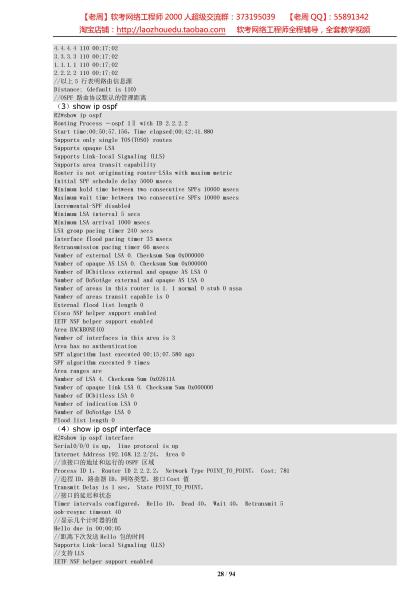 【老周】软考网络工程师 2000 人超级交流群：373195039 【老周 QQ】：55891342
淘宝店铺：http://laozhouedu.taobao.com 软考网络工程师全程辅导，全套教学视频
4.4.4.4 110 00:17:02
3.3.3.3 110 00:17:02
1.1.1.1 110 00:17:02
2.2.2.2 110 00:17:02
//以上 5 行表明路由信息源
Distance: (default is 110)
//OSPF 路由协议默认的管理距离
（3）show ip ospf
R2#show ip ospf
Routing Process ―ospf 1‖ with ID 2.2.2.2
Start time:00:50:57.156, Time elapsed:00:42:41.880
Supports only single TOS(TOS0) routes
Supports opaque LSA
Supports Link-local Signaling (LLS)
Supports area transit capability
Router is not originating router-LSAs with maxium metric
Initial SPF schedule delay 5000 msecs
Minimum hold time between two consecutive SPFs 10000 msecs
Maximum wait time between two consecutive SPFs 10000 msecs
Incremental-SPF disabled
Minimum LSA interval 5 secs
Minimum LSA arrival 1000 msecs
LSA group pacing timer 240 secs
Interface flood pacing timer 33 msecs
Retransmission pacing timer 66 msecs
Number of external LSA 0. Checksum Sum 0x000000
Number of opaque AS LSA 0. Checksum Sum 0x000000
Number of DCbitless external and opaque AS LSA 0
Number of DoNotAge external and opaque AS LSA 0
Number of areas in this router is 1. 1 normal 0 stub 0 nssa
Number of areas transit capable is 0
External flood list length 0
Cisco NSF helper support enabled
IETF NSF helper support enabled
Area BACKBONE(0)
Number of interfaces in this area is 3
Area has no authentication
SPF algorithm last executed 00:15:07.580 ago
SPF algorithm executed 9 times
Area ranges are
Number of LSA 4. Checksum Sum 0x02611A
Number of opaque link LSA 0. Checksum Sum 0x000000
Number of DCbitless LSA 0
Number of indication LSA 0
Number of DoNotAge LSA 0
Flood list length 0
（4）show ip ospf interface
R2#show ip ospf interface
Serial0/0/0 is up, line protocol is up
Internet Address 192.168.12.2/24, Area 0
//该接口的地址和运行的 OSPF 区域
Process ID 1, Router ID 2.2.2.2, Network Type POINT_TO_POINT, Cost: 781
//进程 ID，路由器 ID，网络类型，接口 Cost 值
Transmit Delay is 1 sec, State POINT_TO_POINT,
//接口的延迟和状态
Timer intervals configured, Hello 10, Dead 40, Wait 40, Retransmit 5
oob-resync timeout 40
//显示几个计时器的值
Hello due in 00:00:05
//距离下次发送 Hello 包的时间
Supports Link-local Signaling (LLS)
//支持 LLS
IETF NSF helper support enabled
28 / 94